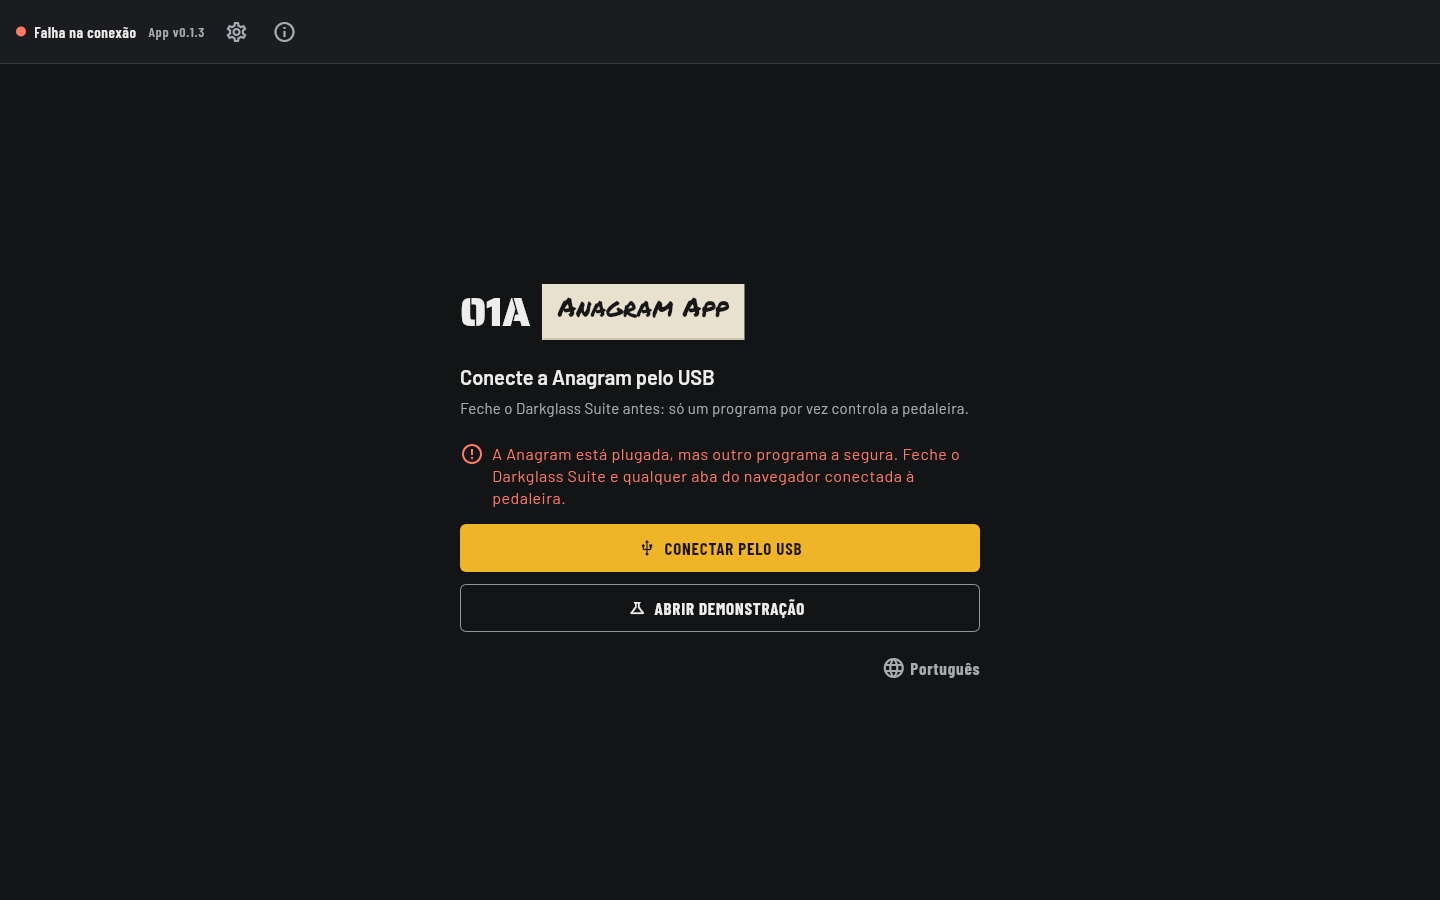 Falha na conexão App v0.1.3
01A Anagram App
Conecte a Anagram pelo USB
Feche o Darkglass Suite antes: só um programa por vez controla a pedaleira.
A Anagram está plugada, mas outro programa a segura. Feche o
Darkglass Suite e qualquer aba do navegador conectada à
pedaleira.
CONECTAR PELO USB
ABRIR DEMONSTRAÇÃO
Português